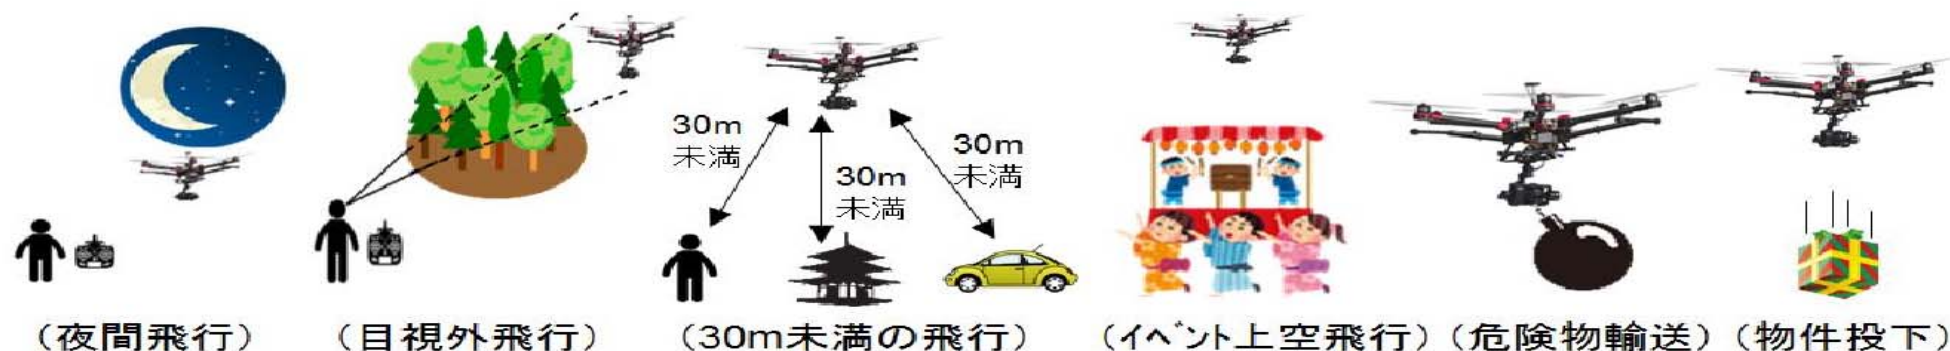 30m
未満
30m
未満
30m
未満
（夜間飛行）
（目視外飛行）
（30m未満の飛行）
（ｲﾍﾞﾝﾄ上空飛行）
（危険物輸送）
（物件投下）